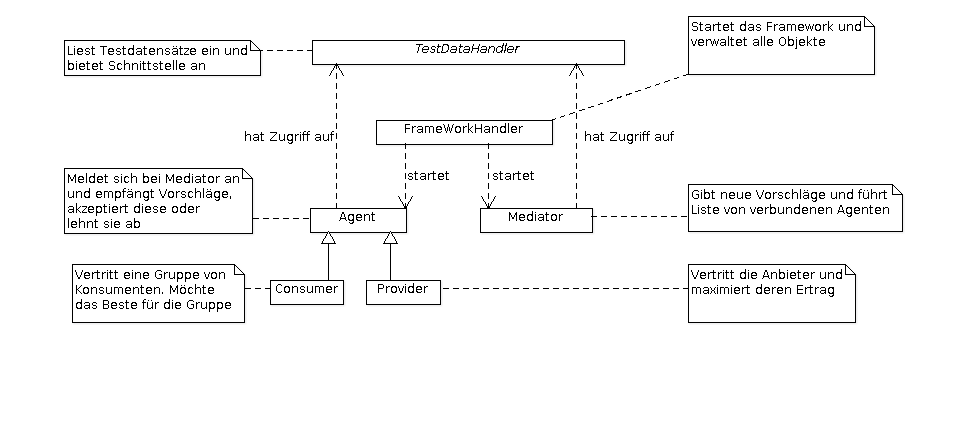 Startet das Framework und
verwaltet alle Objekte
Liest Testdatensätze ein und
bietet Schnittstelle an
TestDataHandler
FrameWorkHandler
hat Zugriff auf
hat Zugriff auf
startet
startet
Meldet sich bei Mediator an
und empfängt Vorschläge,
akzeptiert diese oder
lehnt sie ab
Agent
Mediator
Gibt neue Vorschläge und führt
Liste von verbundenen Agenten
Vertritt eine Gruppe von
Konsumenten. Möchte
das Beste für die Gruppe
Consumer
Provider
Vertritt die Anbieter und
maximiert deren Ertrag